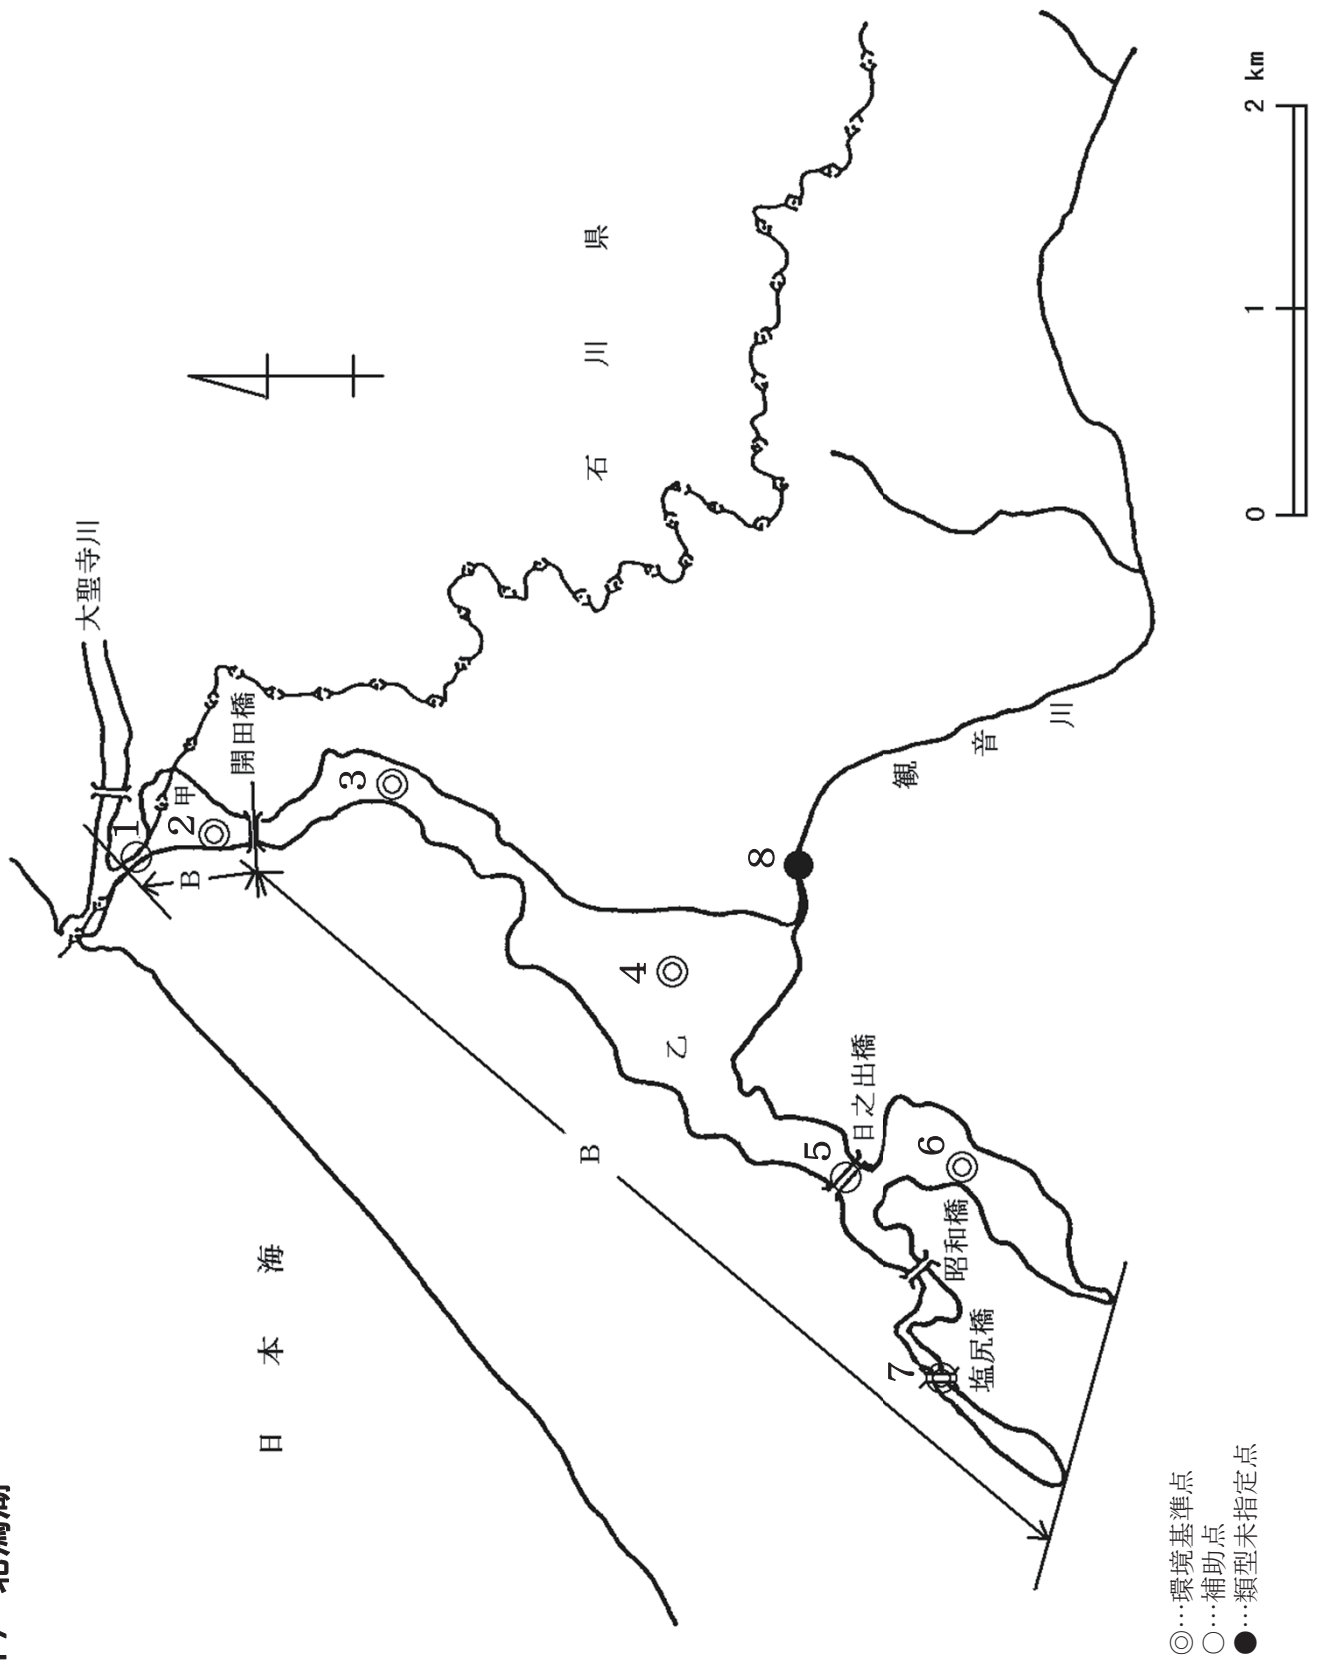 北潟湖
大聖寺川
開田橋
甲
1
2
B
3
石川県
4
乙
8
観音川
B
日之出橋
5
6
昭和橋
7
塩尻橋
日本海
◎…環境基準点
○…補助点
●…類型未指定点
0 1 2 km